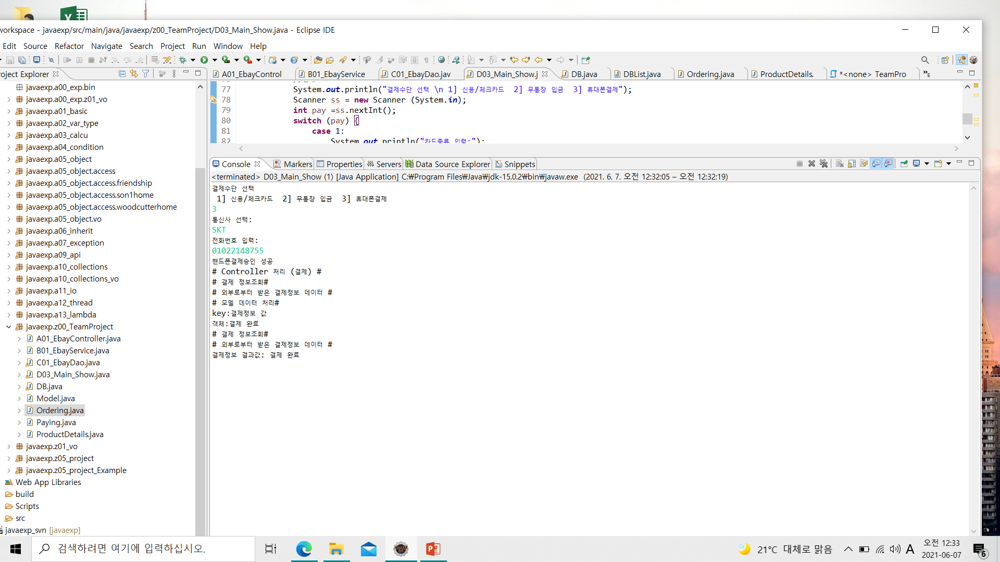 workspace - javaexp/src/main/java/javaexp/z00_TeamProject/D03_Main_Show.java - Eclipse IDE
Edit Source Refactor Navigate Search Project Run Window Help
roject Explorer
A01_EbayControl B01_EbayService C01_EbayDao.jav D03_Main_Show.j DB.java DBList.java Ordering.java ProductDetails. *<none> TeamPro »5
javaexp.a00_exp.bin
javaexp.a00_exp.z01_vo
javaexp.a01_basic
javaexp.a02_var_type
javaexp.a03_calcu
javaexp.a04_condition
javaexp.a05_object
javaexp.a05_object.access
javaexp.a05_object.access.friendship
javaexp.a05_object.access.son1home
javaexp.a05_object.access.woodcutterhome
javaexp.a05_object.vo
javaexp.a06_inherit
javaexp.a07_exception
javaexp.a09_api
javaexp.a10_collections
javaexp.a10_collections_vo
javaexp.a11_io
javaexp.a12_thread
javaexp.a13_lambda
javaexp.z00_TeamProject
A01_EbayController.java
B01_EbayService.java
C01_EbayDao.java
D03_Main_Show.java
DB.java
Model.java
Ordering.java
Paying.java
ProductDetails.java
javaexp.z01_vo
javaexp.z05_project
javaexp.z05_project_Example
Web App Libraries
build
Scripts
src
javaexp_svn [javaexp]
77 System.out.println("결제수단 선택 \n 1] 신용/체크카드 2] 무통장 입금 3] 휴대폰결제");
78 Scanner ss = new Scanner (System.in);
79 int pay =ss.nextInt();
80 switch (pay) {
81 case 1:
82 System.out.println("카드종류 입력:");
Console Markers Properties Servers Data Source Explorer Snippets
<terminated> D03_Main_Show (1) [Java Application] C:₩Program Files₩Java₩jdk-15.0.2₩bin₩javaw.exe (2021. 6. 7. 오전 12:32:05 – 오전 12:32:19)
결제수단 선택
1] 신용/체크카드 2] 무통장 입금 3] 휴대폰결제
3
통신사 선택:
SKT
전화번호 입력:
01022148755
핸드폰결제승인 성공
# Controller 처리 (결제) #
# 결제 정보조회#
# 외부로부터 받은 결제정보 데이터 #
# 모델 데이터 처리#
key:결제정보 값
객체:결제 완료
# 결제 정보조회#
# 외부로부터 받은 결제정보 데이터 #
결제정보 결과값: 결제 완료
검색하려면 여기에 입력하십시오.
21°C 대체로 맑음
A
오전 12:33
2021-06-07
6